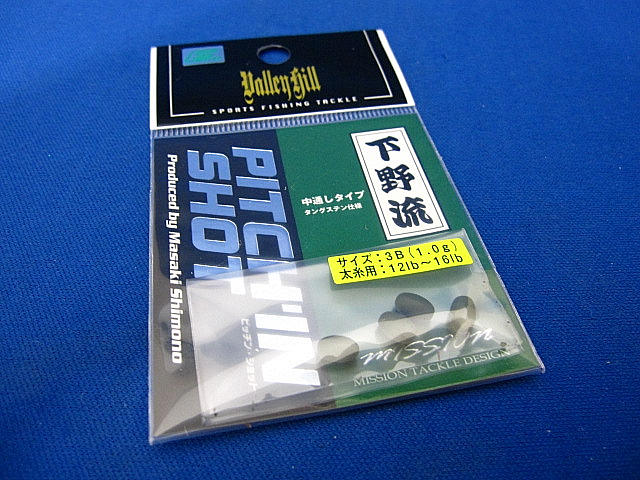 Valley Hill
SPORTS FISHING TACKLE
下野流
中通しタイプ
タングステン仕様
PITCH'IN
SHOT
Produced by Masaki Shimono
ピッチン・ショット
サイズ：3B(1.0g)
太糸用：12lb～16lb
mission
MISSION TACKLE DESIGN